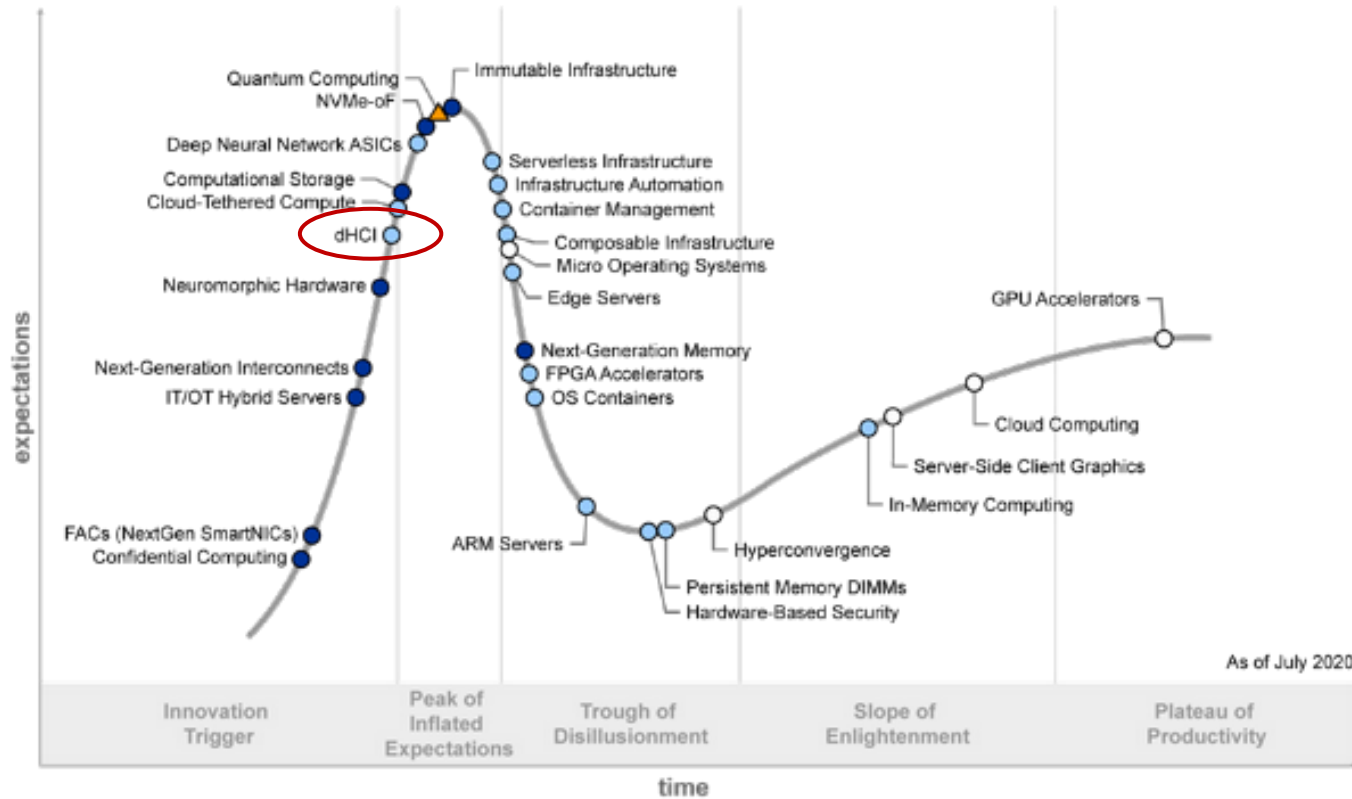 Immutable Infrastructure
Quantum Computing
NVMe-oF
Deep Neural Network ASICs
Computational Storage
Cloud-Tethered Compute
dHCI
Neuromorphic Hardware
Next-Generation Interconnects
IT/OT Hybrid Servers
FACs (NextGen SmartNICs)
Confidential Computing
Serverless Infrastructure
Infrastructure Automation
Container Management
Composable Infrastructure
Micro Operating Systems
Edge Servers
Next-Generation Memory
FPGA Accelerators
OS Containers
ARM Servers
Hyperconvergence
Persistent Memory DIMMs
Hardware-Based Security
GPU Accelerators
Cloud Computing
Server-Side Client Graphics
In-Memory Computing
expectations
As of July 2020
Innovation
Trigger
Peak of
Inflated
Expectations
Trough of
Disillusionment
Slope of
Enlightenment
Plateau of
Productivity
time